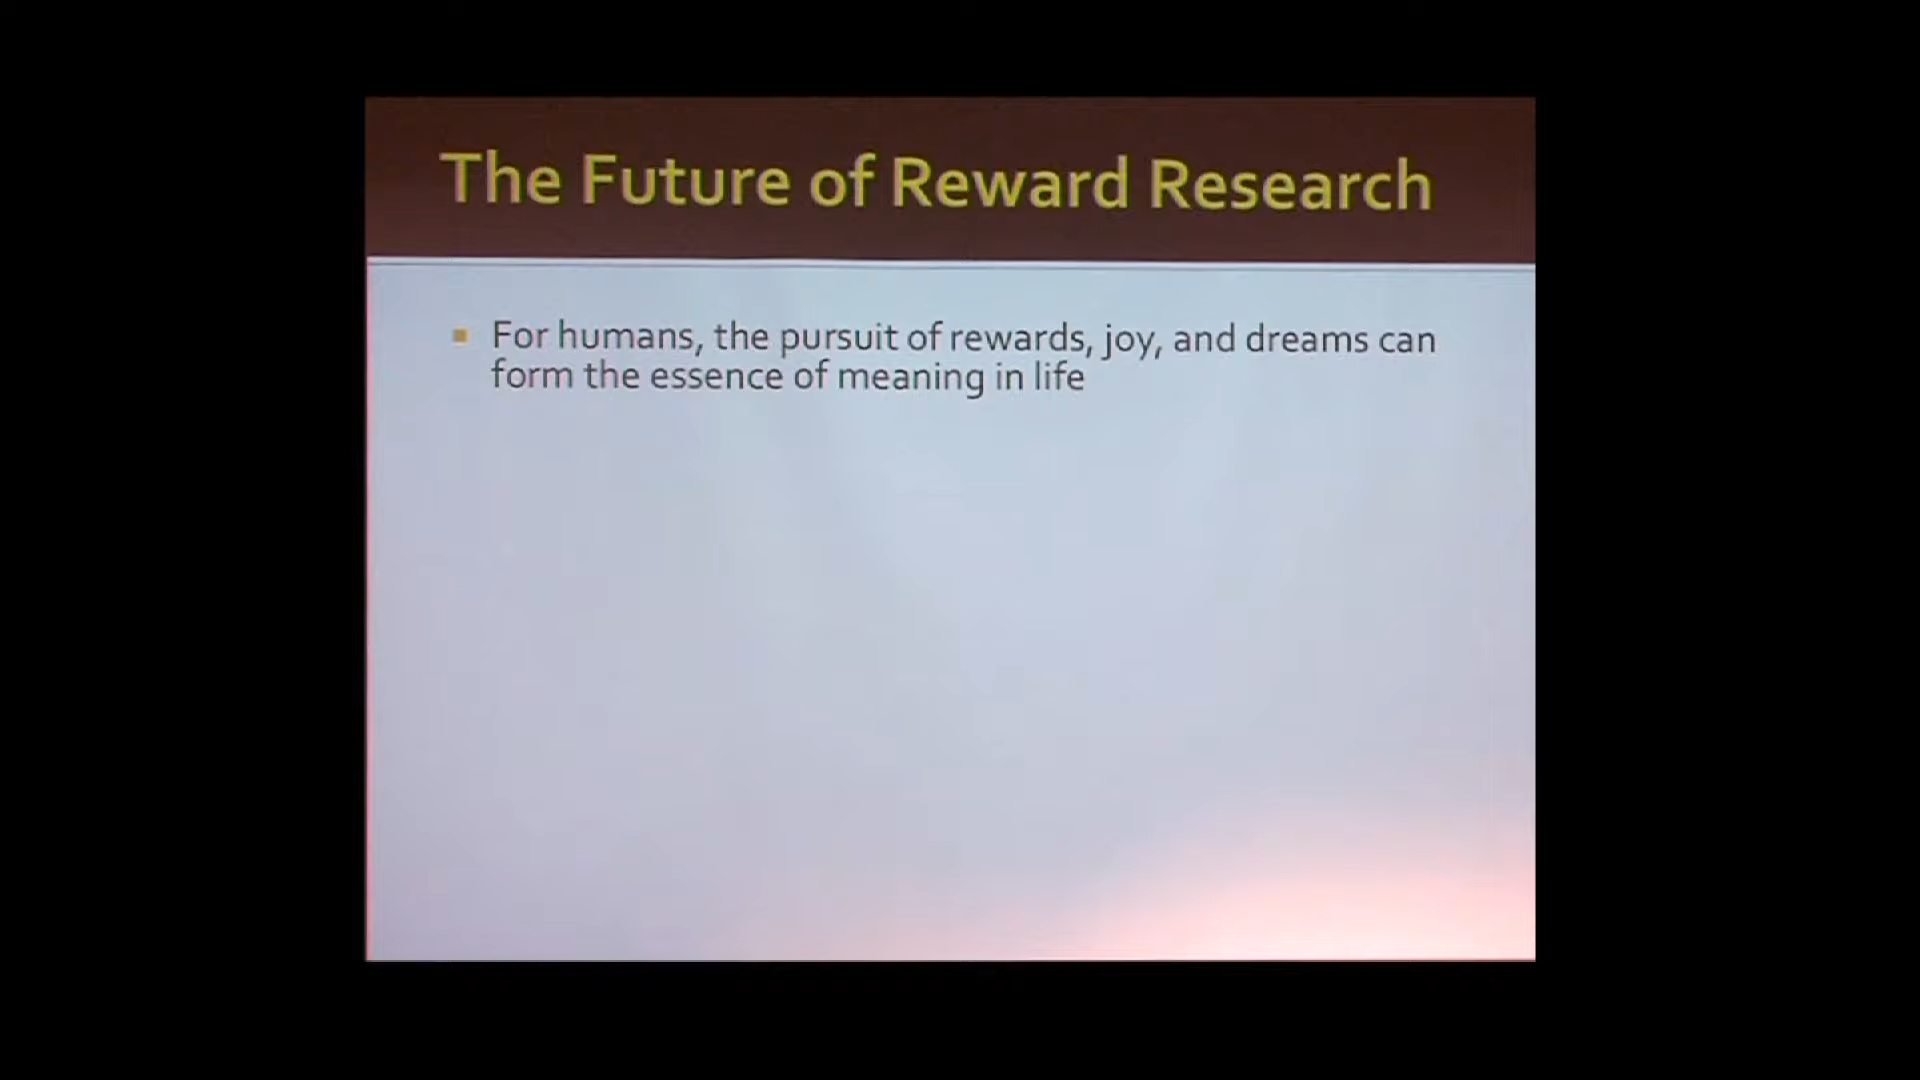 The Future of Reward Research
For humans, the pursuit of rewards, joy, and dreams can
form the essence of meaning in life